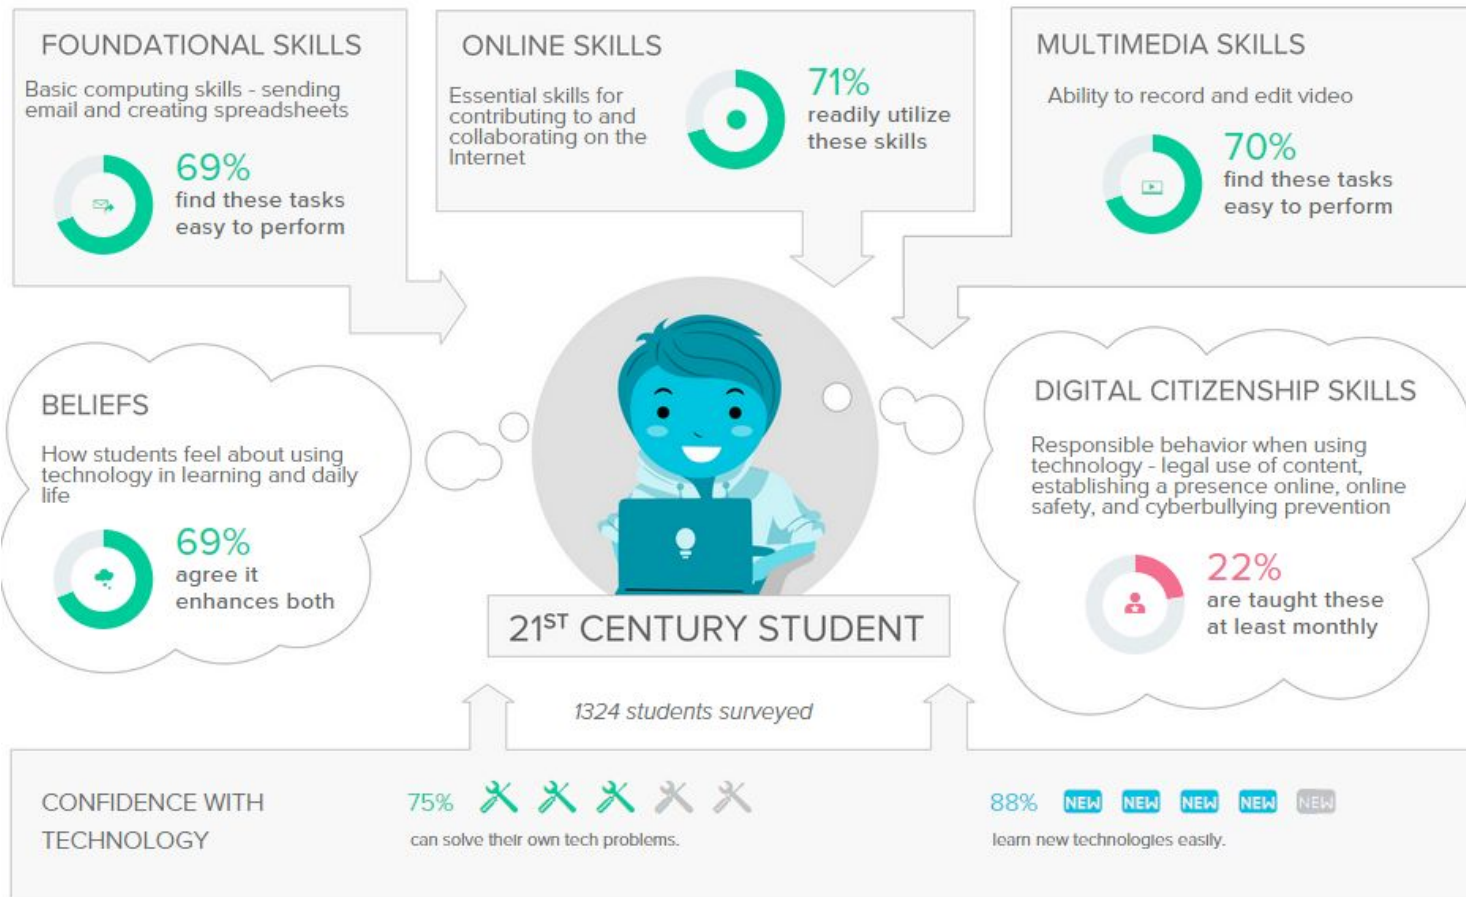 FOUNDATIONAL SKILLS
Basic computing skills - sending
email and creating spreadsheets
69%
find these tasks
easy to perform
ONLINE SKILLS
Essential skills for
contributing to and
collaborating on the
Internet
71%
readily utilize
these skills
MULTIMEDIA SKILLS
Ability to record and edit video
70%
find these tasks
easy to perform
BELIEFS
How students feel about using
technology in learning and daily
life
69%
agree it
enhances both
DIGITAL CITIZENSHIP SKILLS
Responsible behavior when using
technology - legal use of content,
establishing a presence online, online
safety, and cyberbullying prevention
22%
are taught these
at least monthly
21ST CENTURY STUDENT
1324 students surveyed
CONFIDENCE WITH
TECHNOLOGY
75%
can solve their own tech problems.
88% NEW NEW NEW NEW NEW
learn new technologies easily.